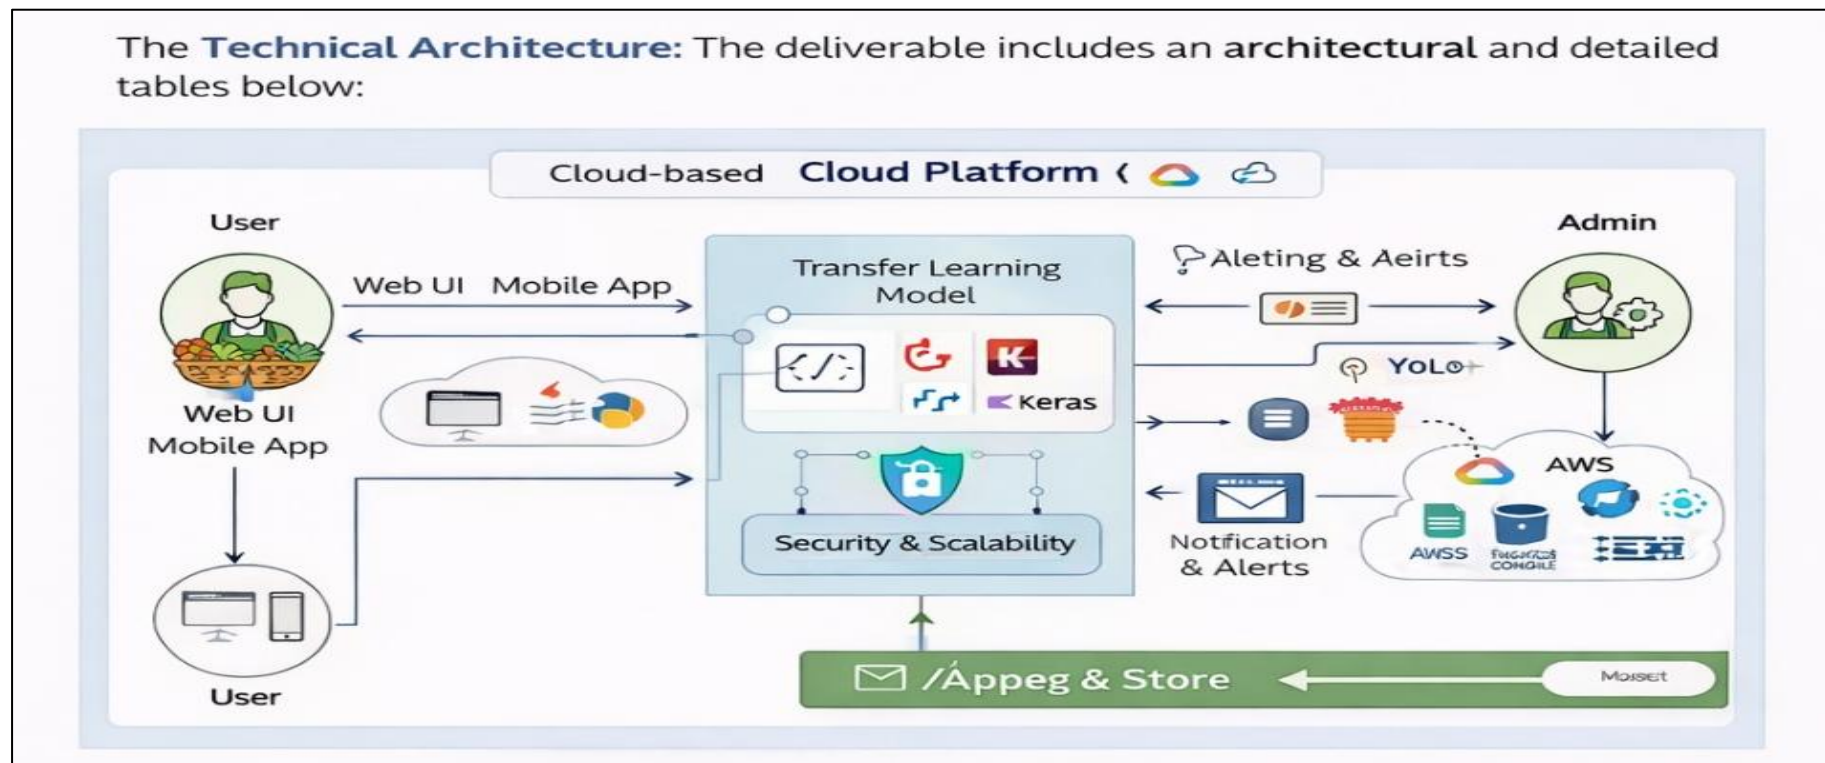 The Technical Architecture: The deliverable includes an architectural and detailed
tables below:
Cloud-based Cloud Platform (
User
Admin
Web UI Mobile App
Transfer Learning
Model
Aleting & Aeirts
K
Keras
YOLO
Web UI
Mobile App
AWS
Security & Scalability
Notification
& Alerts
AWSS
CONGILE
/Áppeg & Store
User